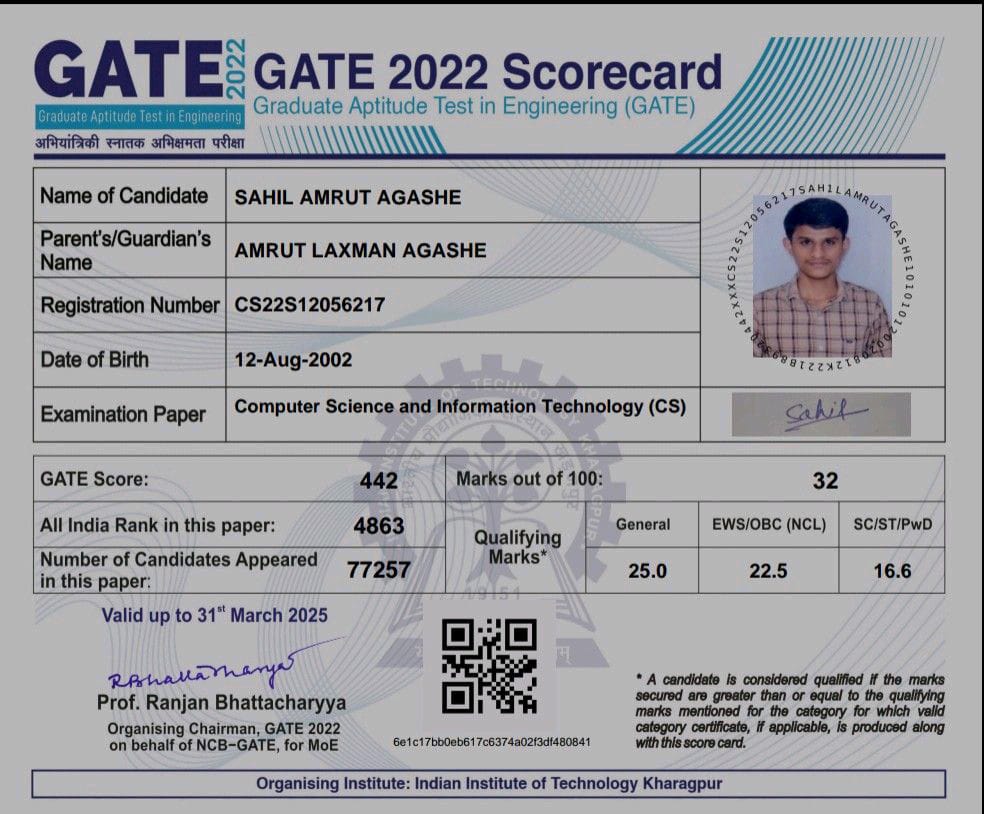 GATE 2022
Graduate Aptitude Test in Engineering
अभियांत्रिकी स्नातक अभिक्षमता परीक्षा
GATE 2022 Scorecard
Graduate Aptitude Test in Engineering (GATE)
Name of Candidate SAHIL AMRUT AGASHE
Parent's/Guardian's Name AMRUT LAXMAN AGASHE
Registration Number CS22S12056217
Date of Birth 12-Aug-2002
Examination Paper Computer Science and Information Technology (CS)
Sahil
GATE Score: 442 Marks out of 100: 32
All India Rank in this paper: 4863
Number of Candidates Appeared
in this paper: 77257
Qualifying
Marks*
General EWS/OBC (NCL) SC/ST/PwD
25.0 22.5 16.6
Valid up to 31st March 2025
Prof. Ranjan Bhattacharyya
Organising Chairman, GATE 2022
on behalf of NCB–GATE, for MoE
6e1c17bb0eb617c6374a02f3df480841
* A candidate is considered qualified if the marks
secured are greater than or equal to the qualifying
marks mentioned for the category for which valid
category certificate, if applicable, is produced along
with this score card.
Organising Institute: Indian Institute of Technology Kharagpur